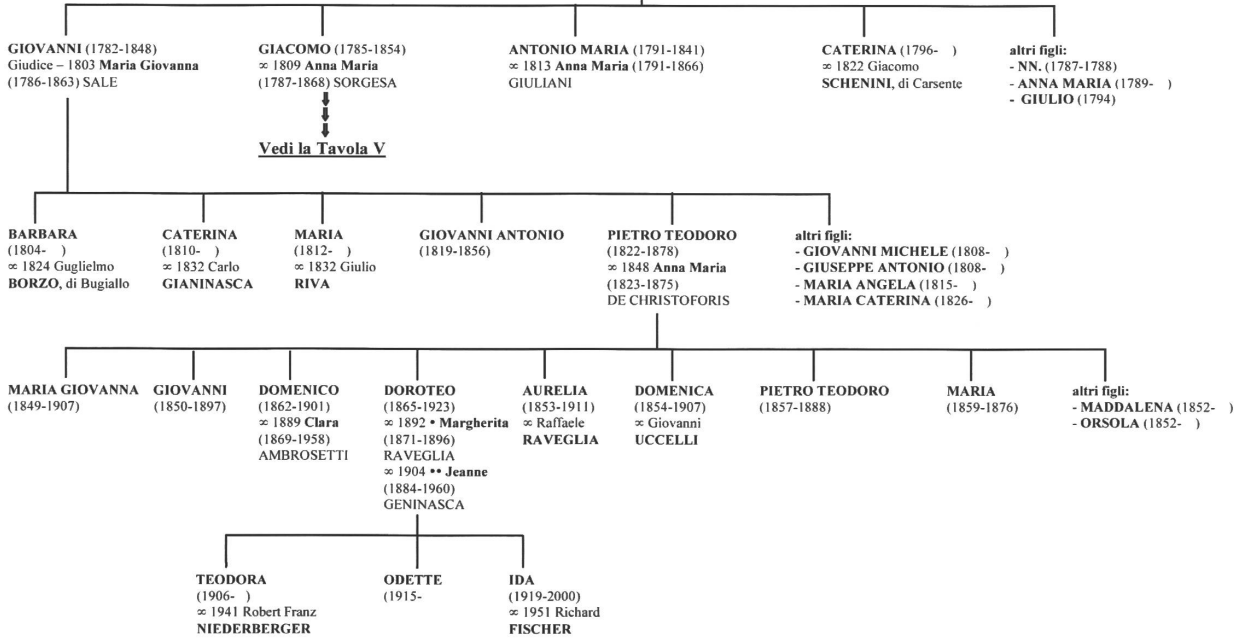 GIOVANNI (1782-1848)
Giudice – 1803 Maria Giovanna
(1786-1863) SALE
GIACOMO (1785-1854)
∞ 1809 Anna Maria
(1787-1868) SORGESA
Vedi la Tavola V
ANTONIO MARIA (1791-1841)
∞ 1813 Anna Maria (1791-1866)
GIULIANI
CATERINA (1796- )
∞ 1822 Giacomo
SCHENINI, di Carsente
altri figli:
- NN. (1787-1788)
- ANNA MARIA (1789- )
- GIULIO (1794)
BARBARA
(1804- )
∞ 1824 Guglielmo
BORZO, di Bugiallo
CATERINA
(1810- )
∞ 1832 Carlo
GIANINASCA
MARIA
(1812- )
∞ 1832 Giulio
RIVA
GIOVANNI ANTONIO
(1819-1856)
PIETRO TEODORO
(1822-1878)
∞ 1848 Anna Maria
(1823-1875)
DE CHRISTOFORIS
altri figli:
- GIOVANNI MICHELE (1808- )
- GIUSEPPE ANTONIO (1808- )
- MARIA ANGELA (1815- )
- MARIA CATERINA (1826- )
MARIA GIOVANNA
(1849-1907)
GIOVANNI
(1850-1897)
DOMENICO
(1862-1901)
∞ 1889 Clara
(1869-1958)
AMBROSETTI
DOROTEO
(1865-1923)
∞ 1892 • Margherita
(1871-1896)
RAVEGLIA
∞ 1904 •• Jeanne
(1884-1960)
GENINASCA
AURELIA
(1853-1911)
∞ Raffaele
RAVEGLIA
DOMENICA
(1854-1907)
∞ Giovanni
UCCELLI
PIETRO TEODORO
(1857-1888)
MARIA
(1859-1876)
altri figli:
- MADDALENA (1852- )
- ORSOLA (1852- )
TEODORA
(1906- )
∞ 1941 Robert Franz
NIEDERBERGER
ODETTE
(1915-
IDA
(1919-2000)
∞ 1951 Richard
FISCHER